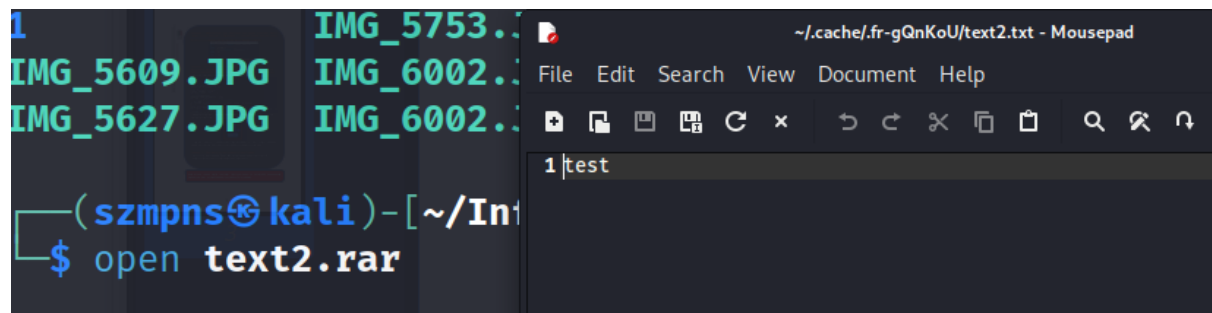 1 IMG_5753.J
IMG_5609.JPG IMG_6002.J
IMG_5627.JPG IMG_6002.J
(szmpns㉿kali)-[~/Int
$ open text2.rar
~/.cache/.fr-gQnKoU/text2.txt - Mousepad
File Edit Search View Document Help
1 test